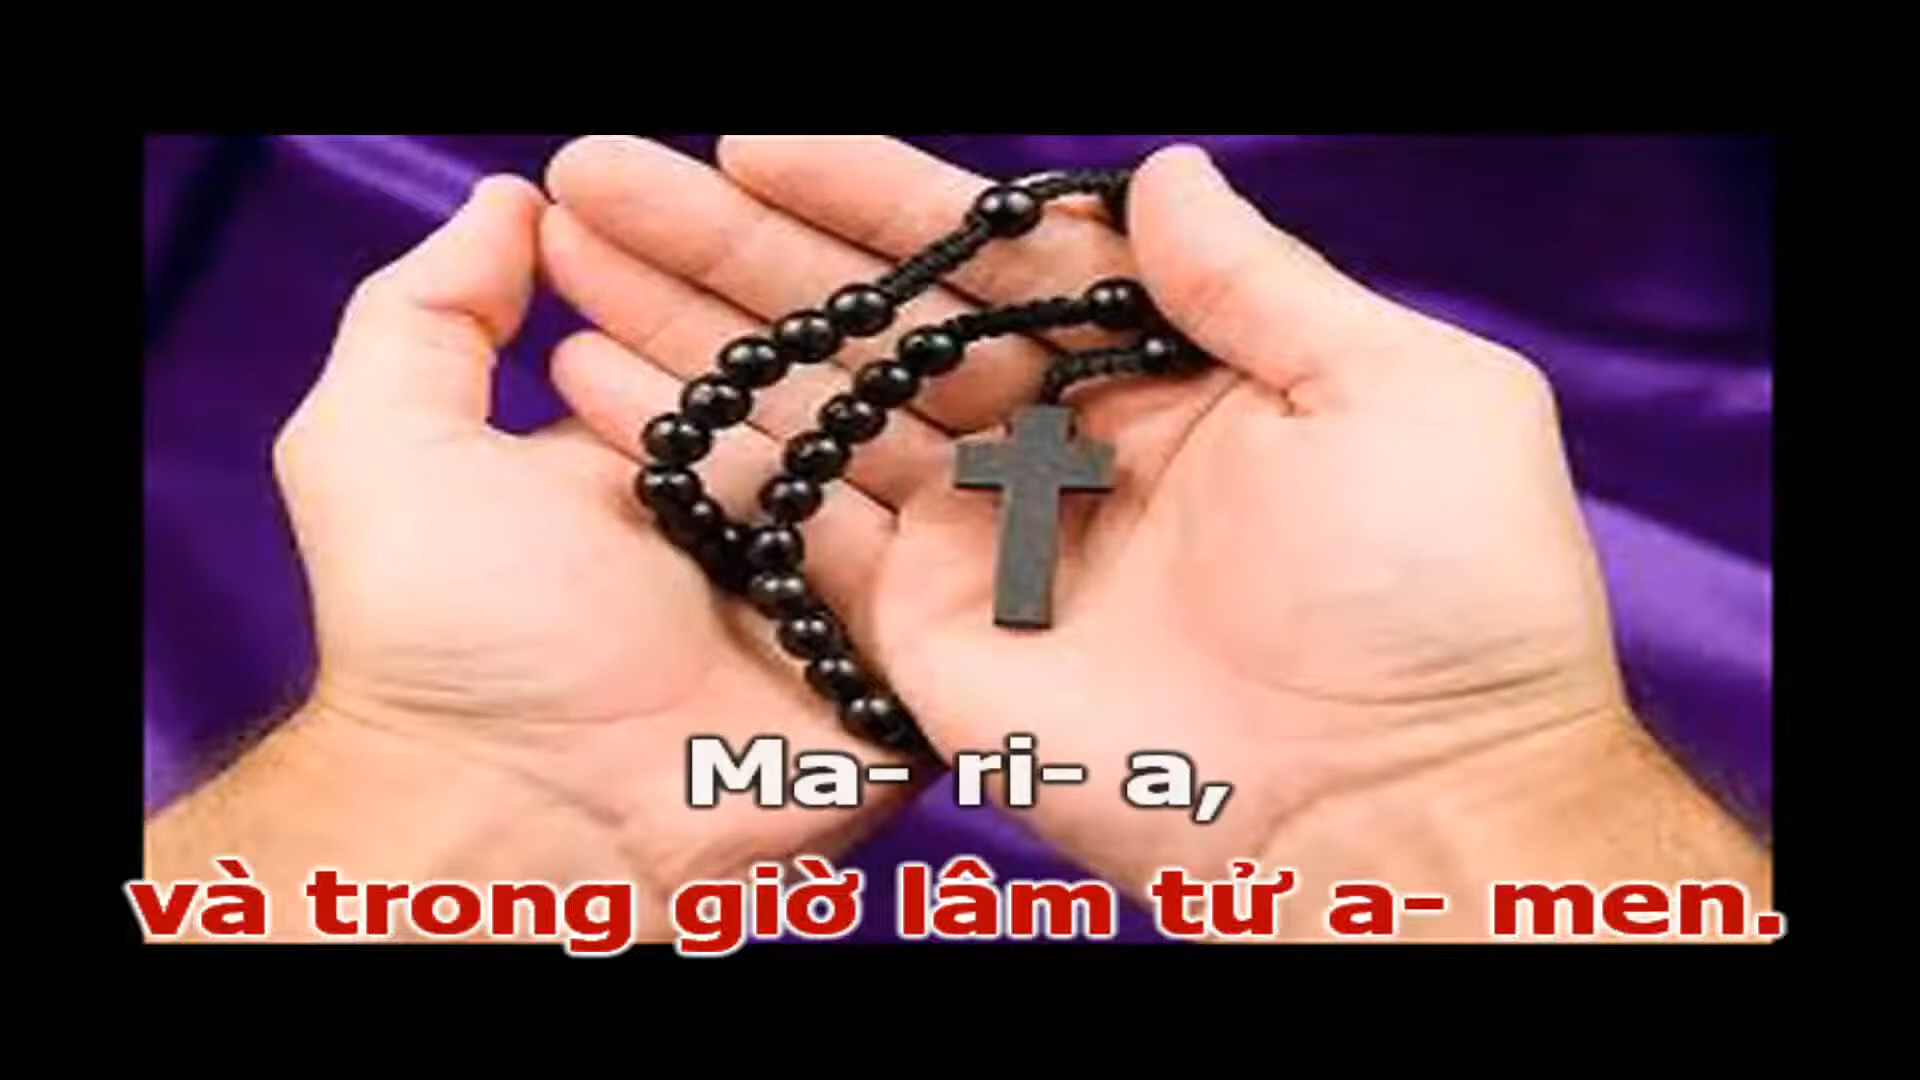 Ma- ri- a,
và trong giờ lâm tử a- men.